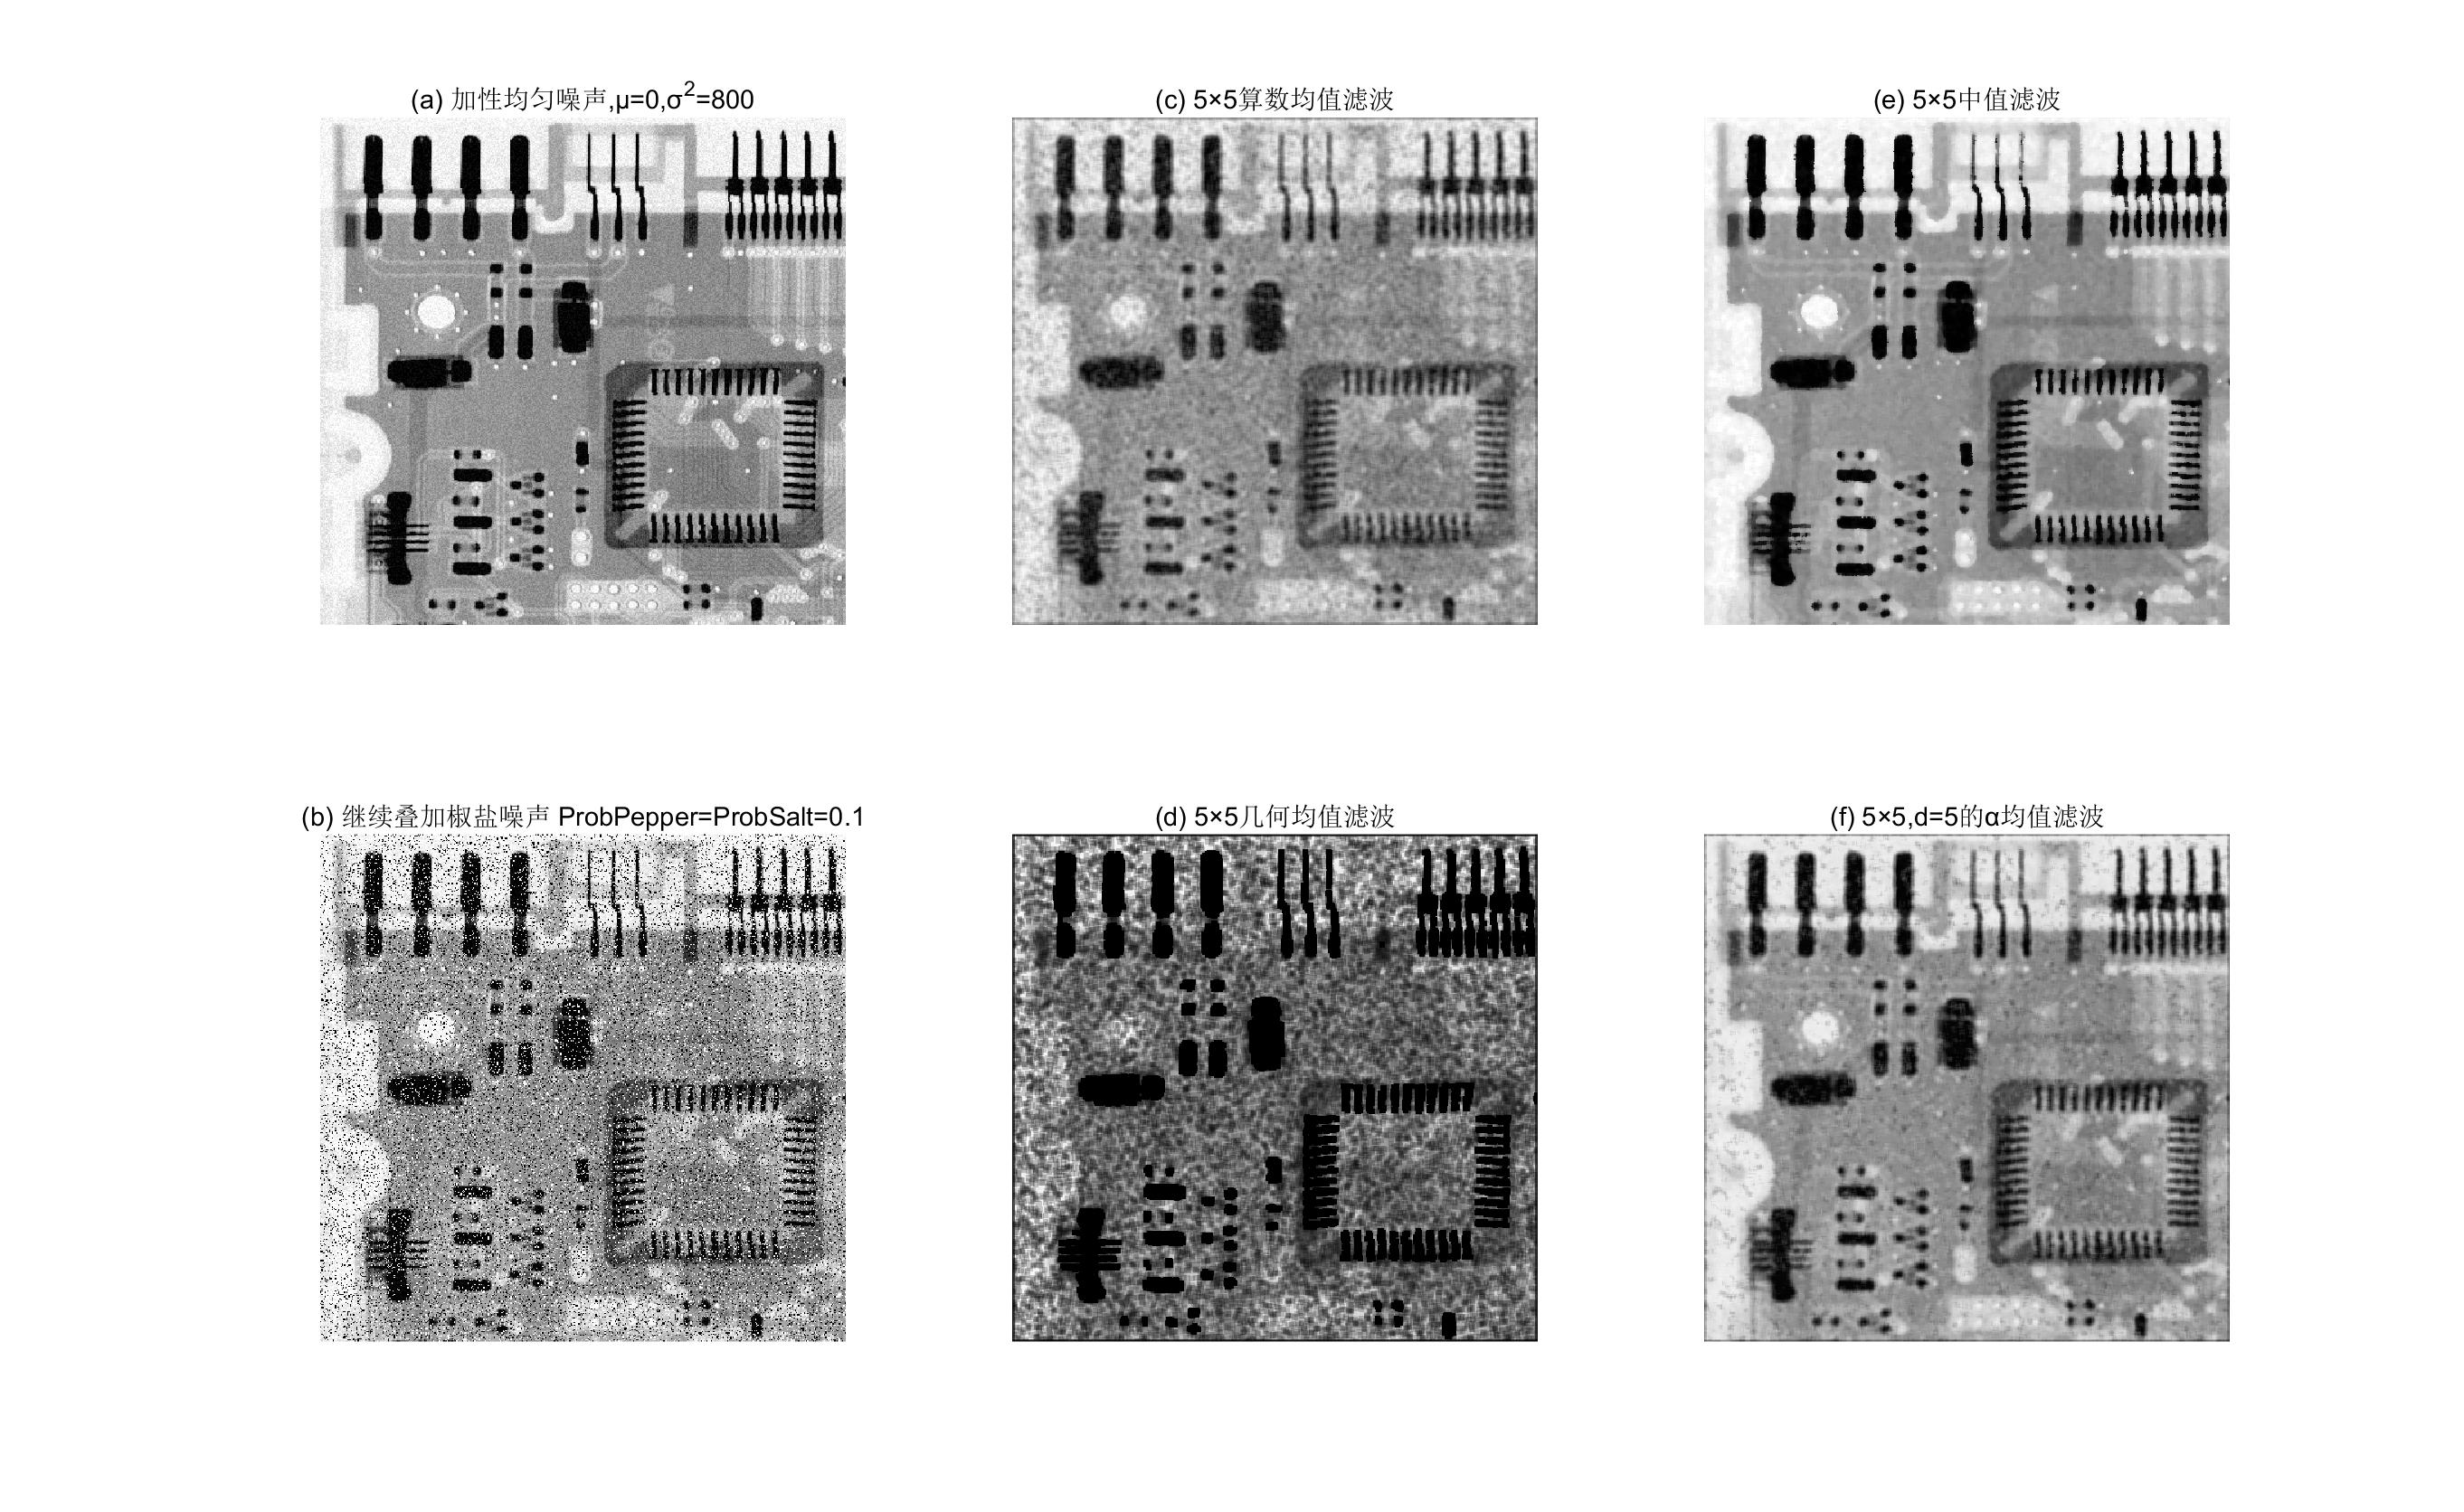 (a) 加性均匀噪声,μ=0,σ²=800
(c) 5×5算数均值滤波
(e) 5×5中值滤波
(b) 继续叠加椒盐噪声 ProbPepper=ProbSalt=0.1
(d) 5×5几何均值滤波
(f) 5×5,d=5的α均值滤波